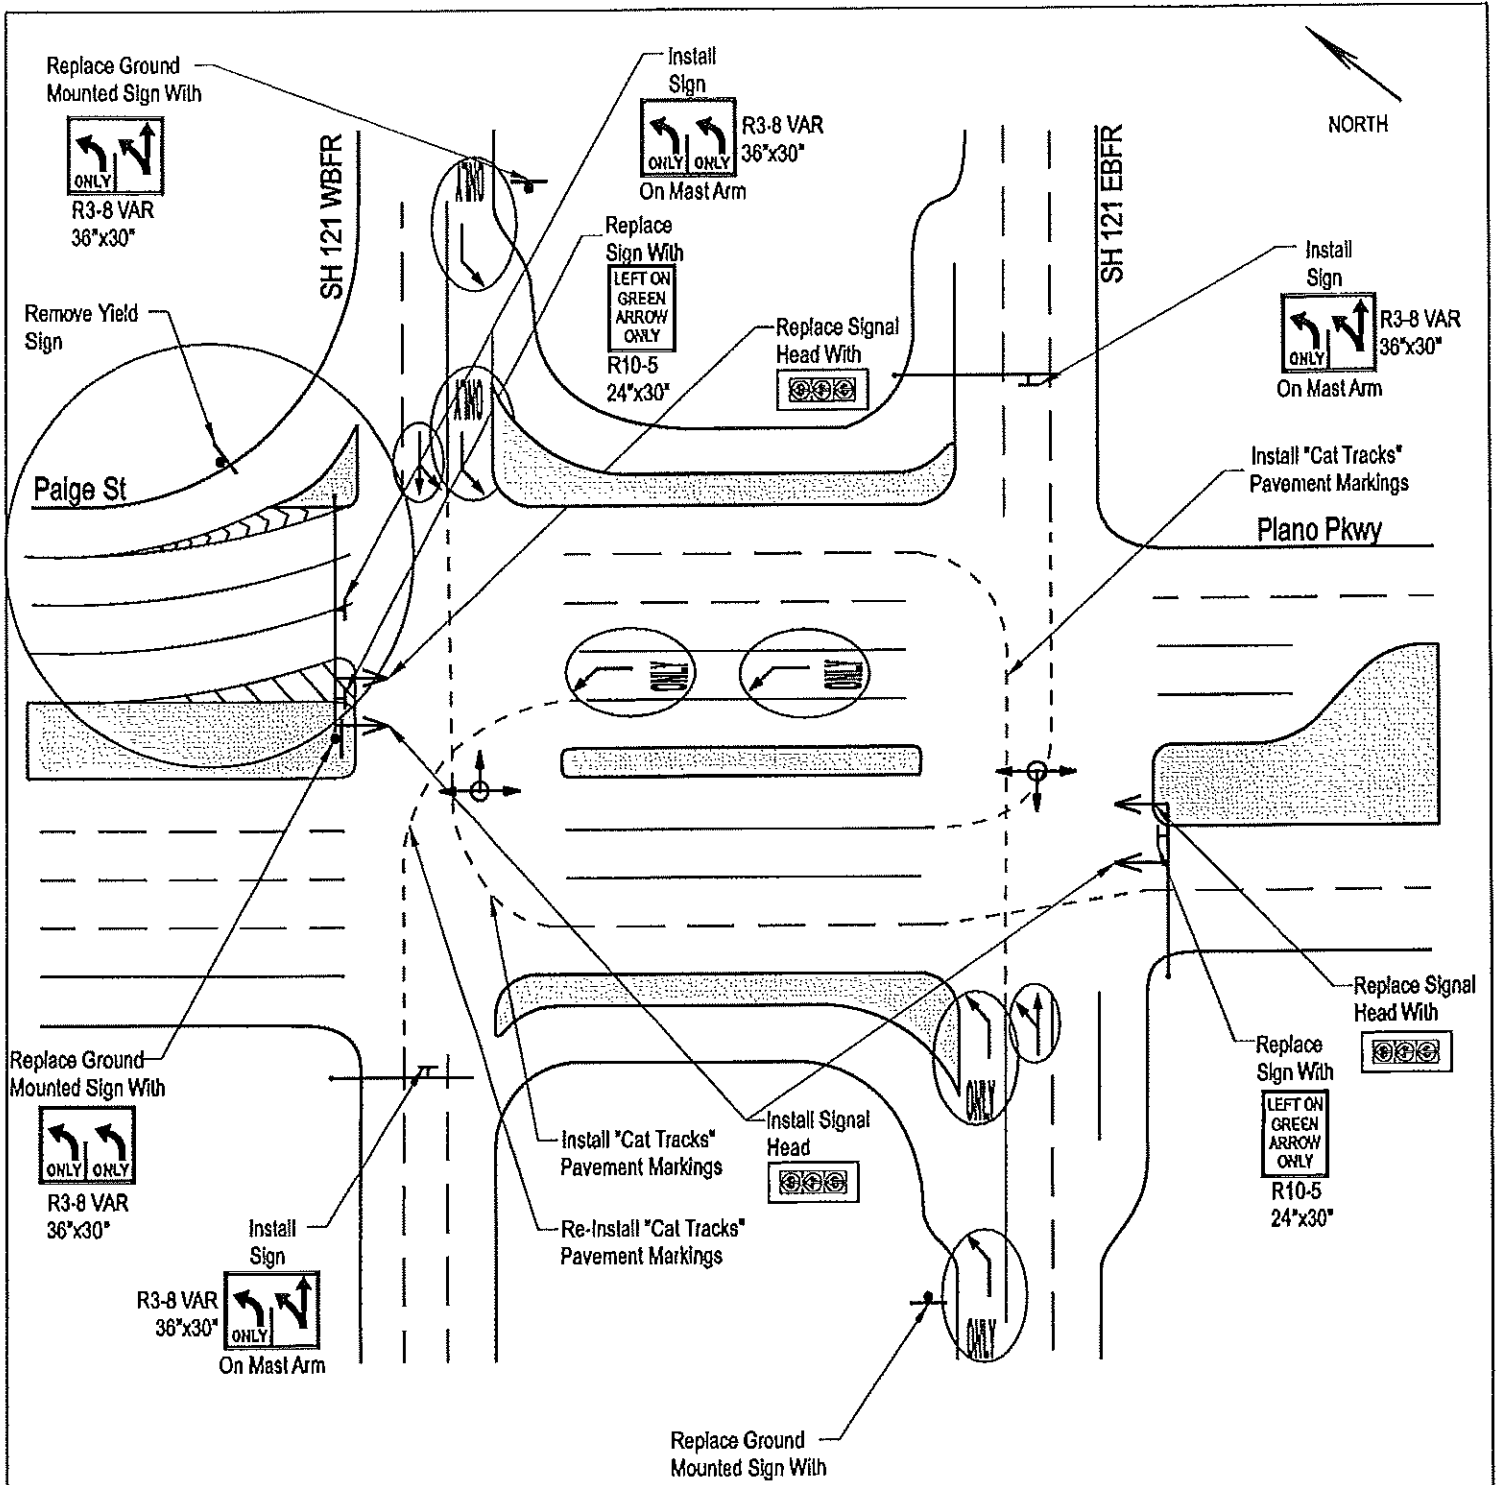 Replace Ground
Mounted Sign With
ONLY
R3-8 VAR
36"x30"
SH 121 WBFR
ONLY
Install
Sign
ONLY ONLY
R3-8 VAR
36"x30"
On Mast Arm
Replace
Sign With
LEFT ON
GREEN
ARROW
ONLY
R10-5
24"x30"
Replace Signal
Head With
SH 121 EBFR
NORTH
Install
Sign
ONLY
R3-8 VAR
36"x30"
On Mast Arm
Remove Yield
Sign
ONLY
Paige St
Install "Cat Tracks"
Pavement Markings
Plano Pkwy
ONLY
ONLY
Replace Ground
Mounted Sign With
ONLY ONLY
R3-8 VAR
36"x30"
Install
Sign
R3-8 VAR
36"x30"
ONLY
On Mast Arm
Install "Cat Tracks"
Pavement Markings
Re-Install "Cat Tracks"
Pavement Markings
Install Signal
Head
ONLY
ONLY
Replace Signal
Head With
Replace
Sign With
LEFT ON
GREEN
ARROW
ONLY
R10-5
24"x30"
Replace Ground
Mounted Sign With